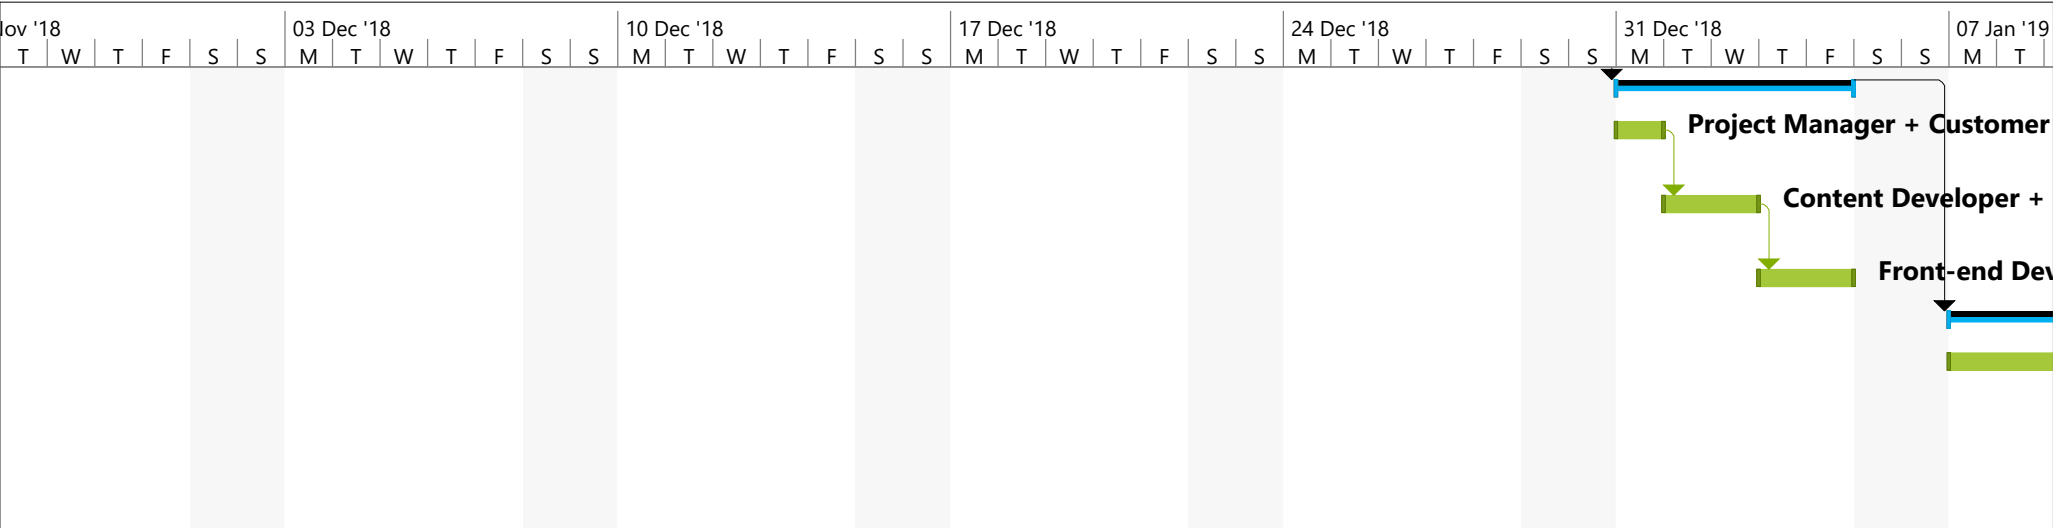 ov '18 03 Dec '18 10 Dec '18 17 Dec '18 24 Dec '18 31 Dec '18 07 Jan '19
T W T F S S M T W T F S S M T W T F S S M T W T F S S M T W T F S S M T W T F S S M T
Project Manager + Customer
Content Developer +
Front-end Dev